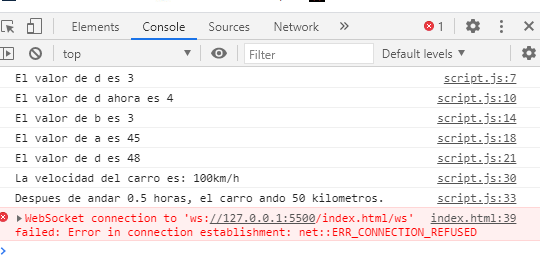 Elements Console Sources Network » 1
top Filter Default levels
El valor de d es 3 script.js:7
El valor de d ahora es 4 script.js:10
El valor de b es 3 script.js:14
El valor de a es 45 script.js:18
El valor de d es 48 script.js:21
La velocidad del carro es: 100km/h script.js:30
Despues de andar 0.5 horas, el carro ando 50 kilometros. script.js:33
WebSocket connection to 'ws://127.0.0.1:5500/index.html/ws' index.html:39
failed: Error in connection establishment: net::ERR_CONNECTION_REFUSED